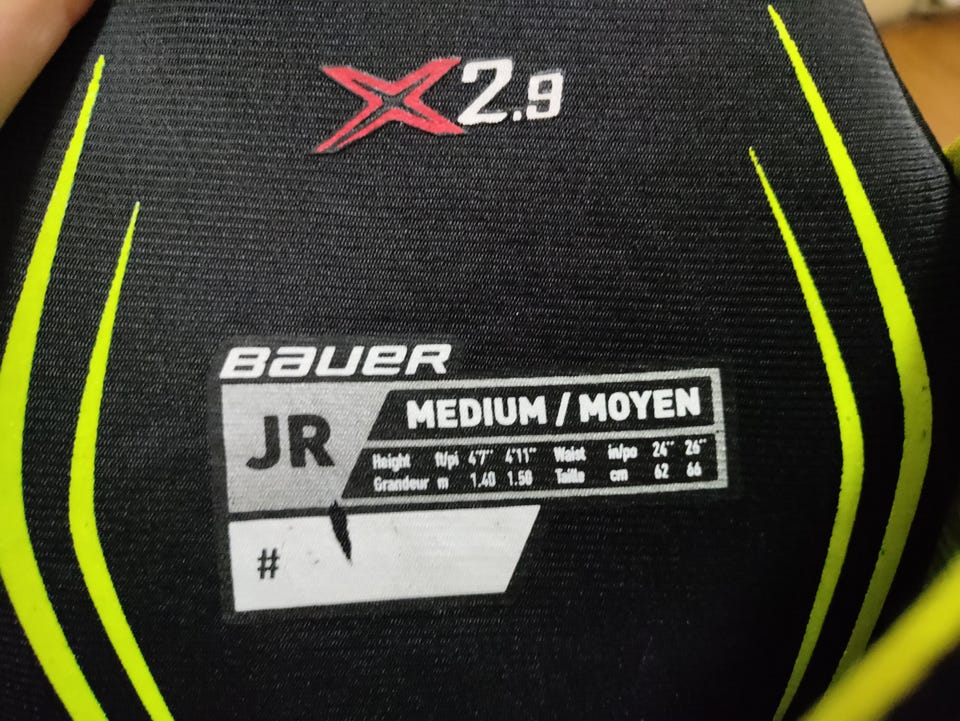 X2.9
BAUER
JR
MEDIUM / MOYEN
Height ft/pi 4'7" 4'11" Waist in/po 24" 26"
Grandeur m 1.40 1.50 Taille cm 62 66
#